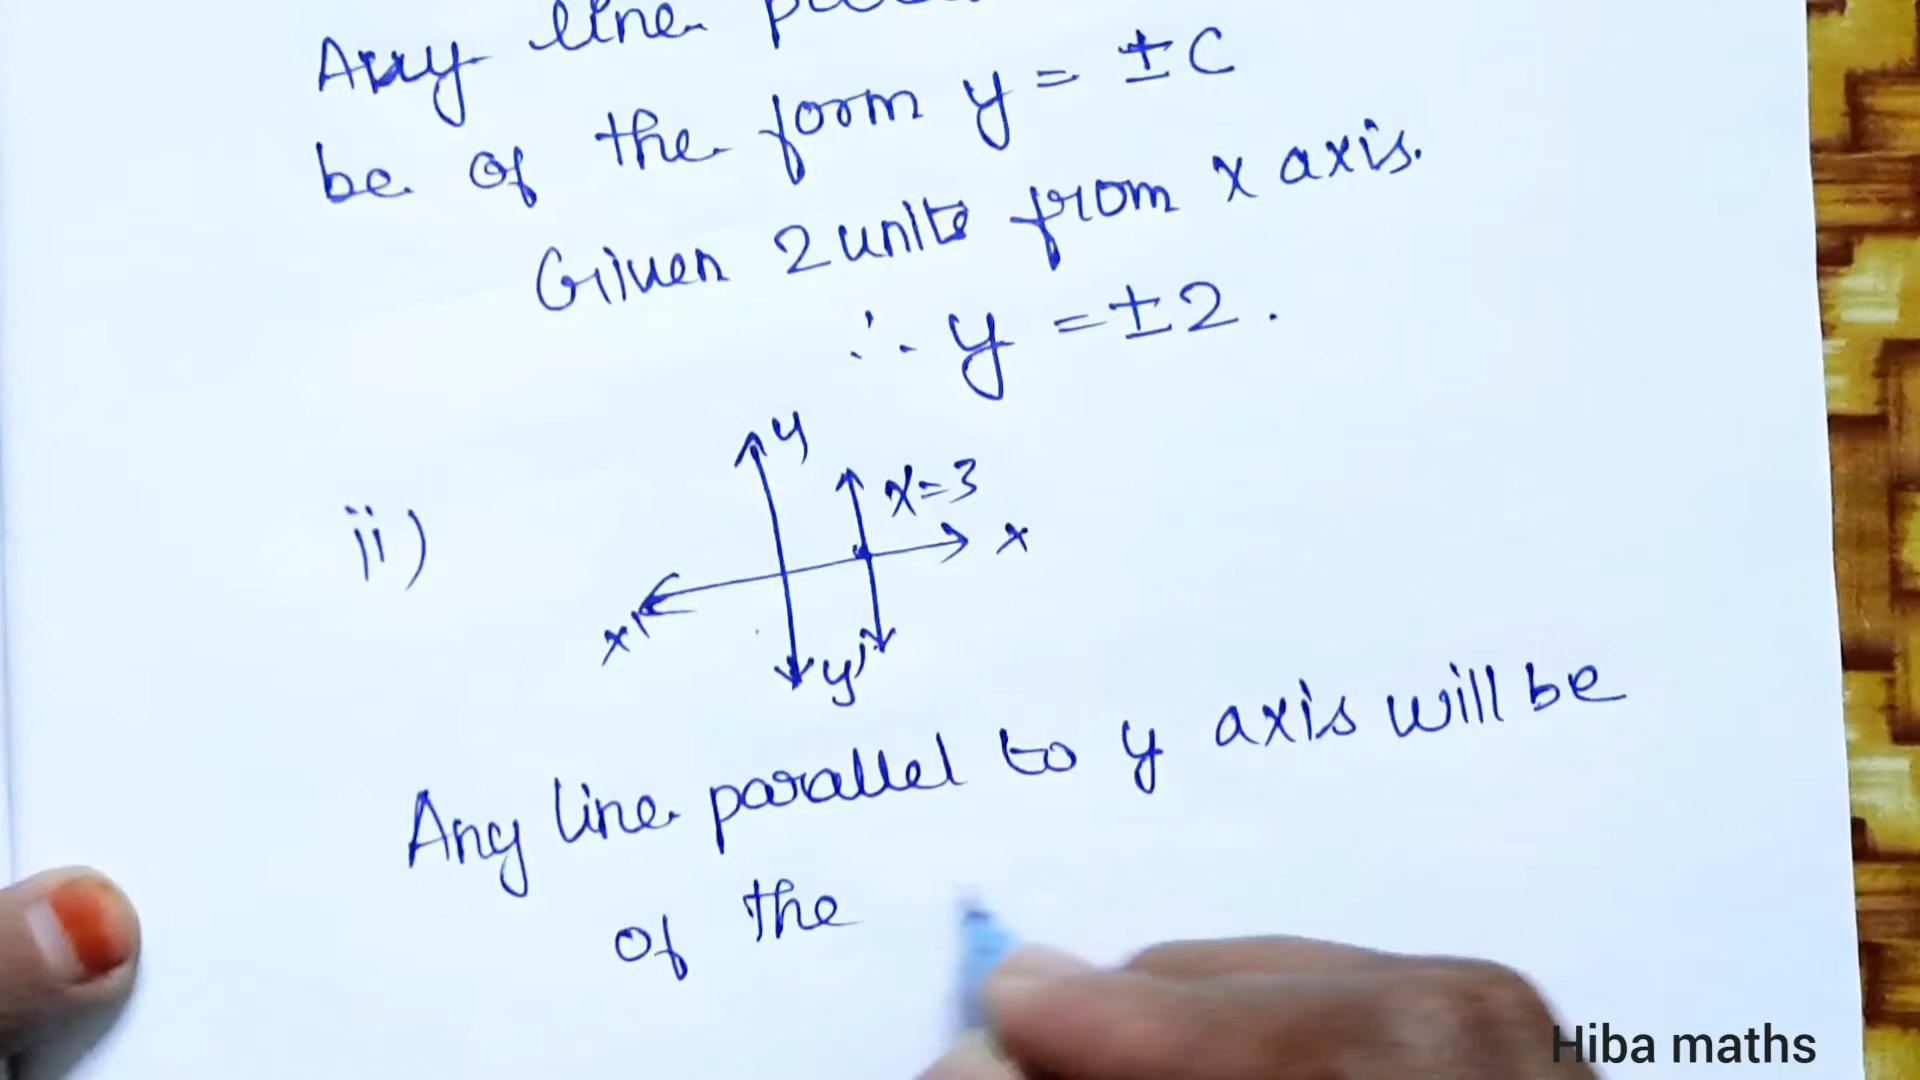 Any line
be of the form y = ±C
Given 2 units from x axis.
∴ y = ±2.
y
x=3
ii)
x
x'
y'
Any line parallel to y axis will be
of the
Hiba maths